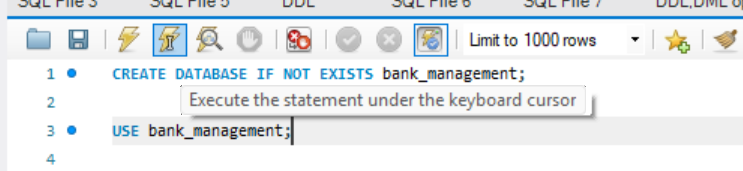 SQL File 3 SQL File 5 DDL SQL File 6 SQL File 7 DDL,DML op
Limit to 1000 rows
1 CREATE DATABASE IF NOT EXISTS bank_management;
2
Execute the statement under the keyboard cursor
3 USE bank_management;
4